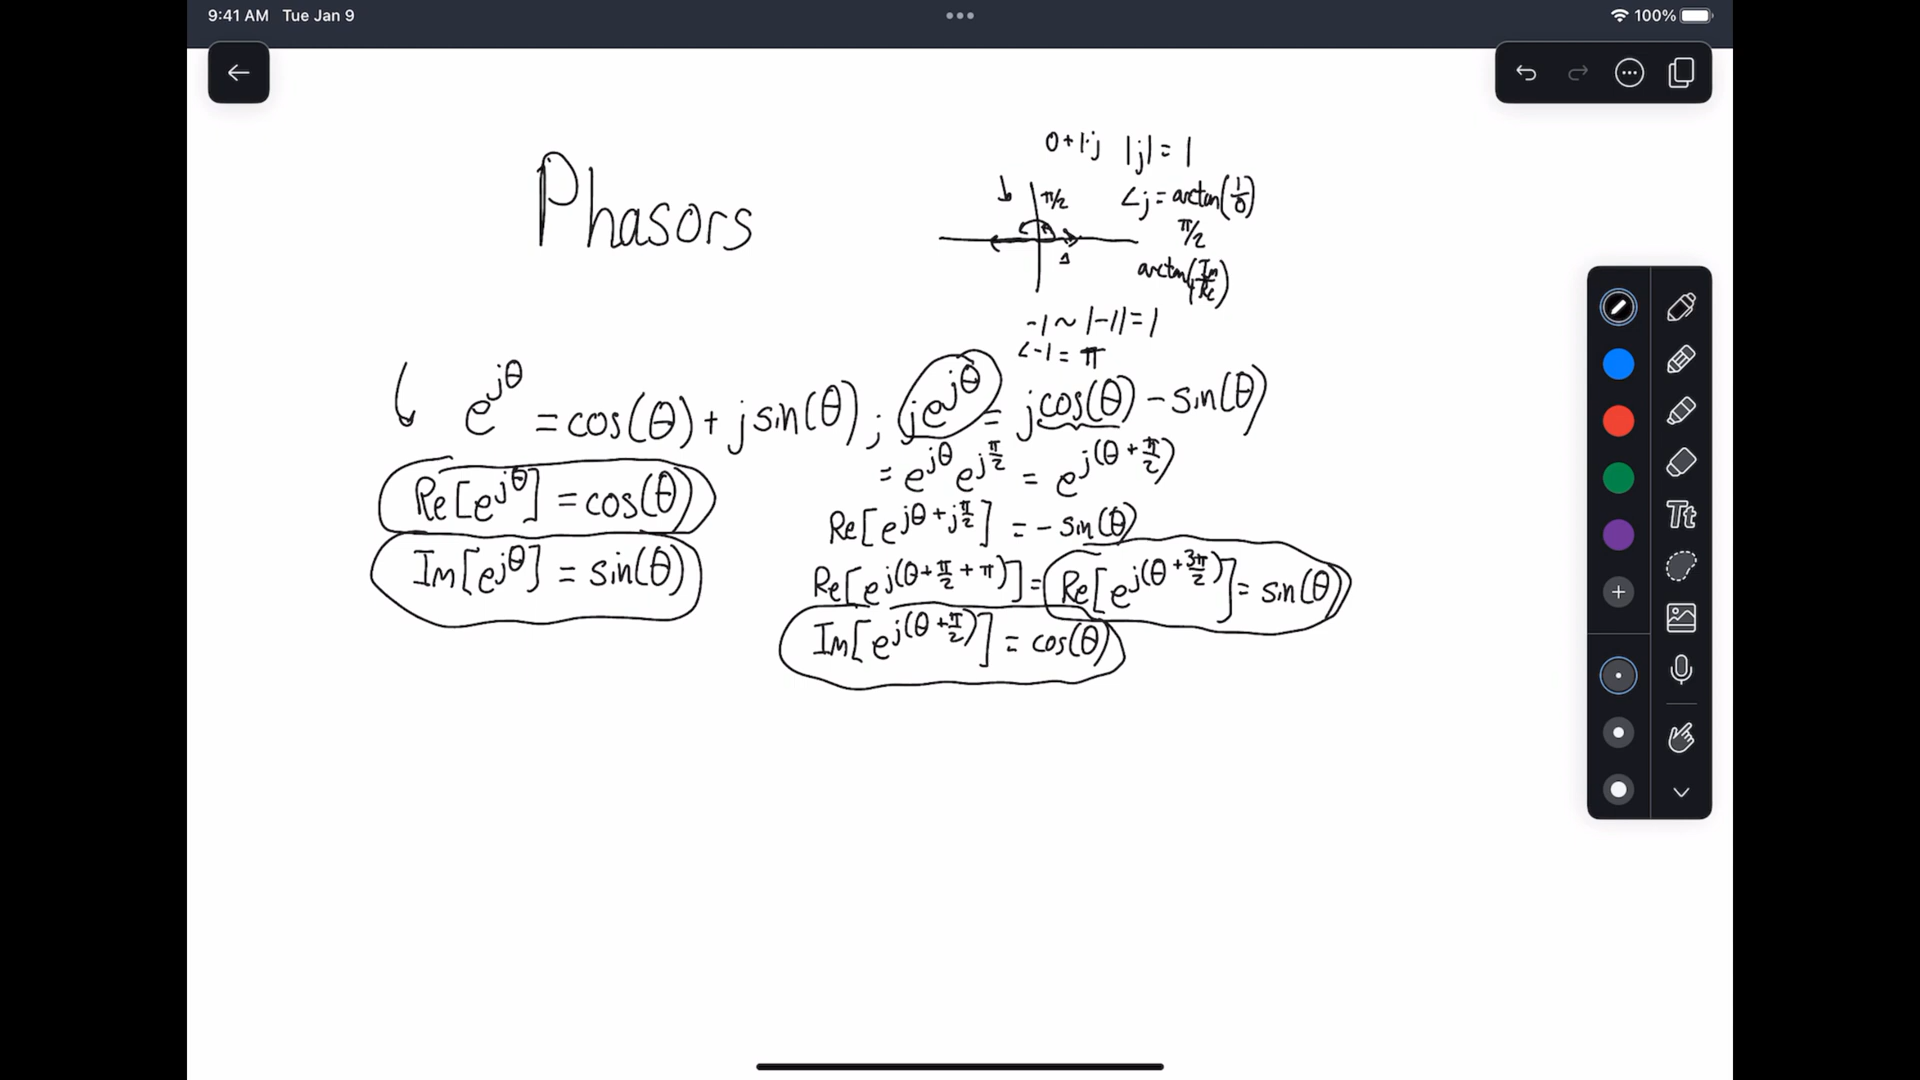 9:41 AM Tue Jan 9
100%
Phasors
0+1·j |j| = 1
∠j = arctan(1/0)
π/2
π/2
arctan(Im/Re)
1
-1 ~ |-1| = 1
∠-1 = π
e^{jθ} = cos(θ) + j sin(θ) ; je^{jθ} = j cos(θ) - sin(θ)
= e^{jθ} e^{jπ/2} = e^{j(θ + π/2)}
Re[e^{jθ}] = cos(θ)
Im[e^{jθ}] = sin(θ)
Re[e^{jθ + jπ/2}] = - sin(θ)
Re[e^{j(θ + π/2 + π)}] = Re[e^{j(θ + 3π/2)}] = sin(θ)
Im[e^{j(θ + π/2)}] = cos(θ)
Tt